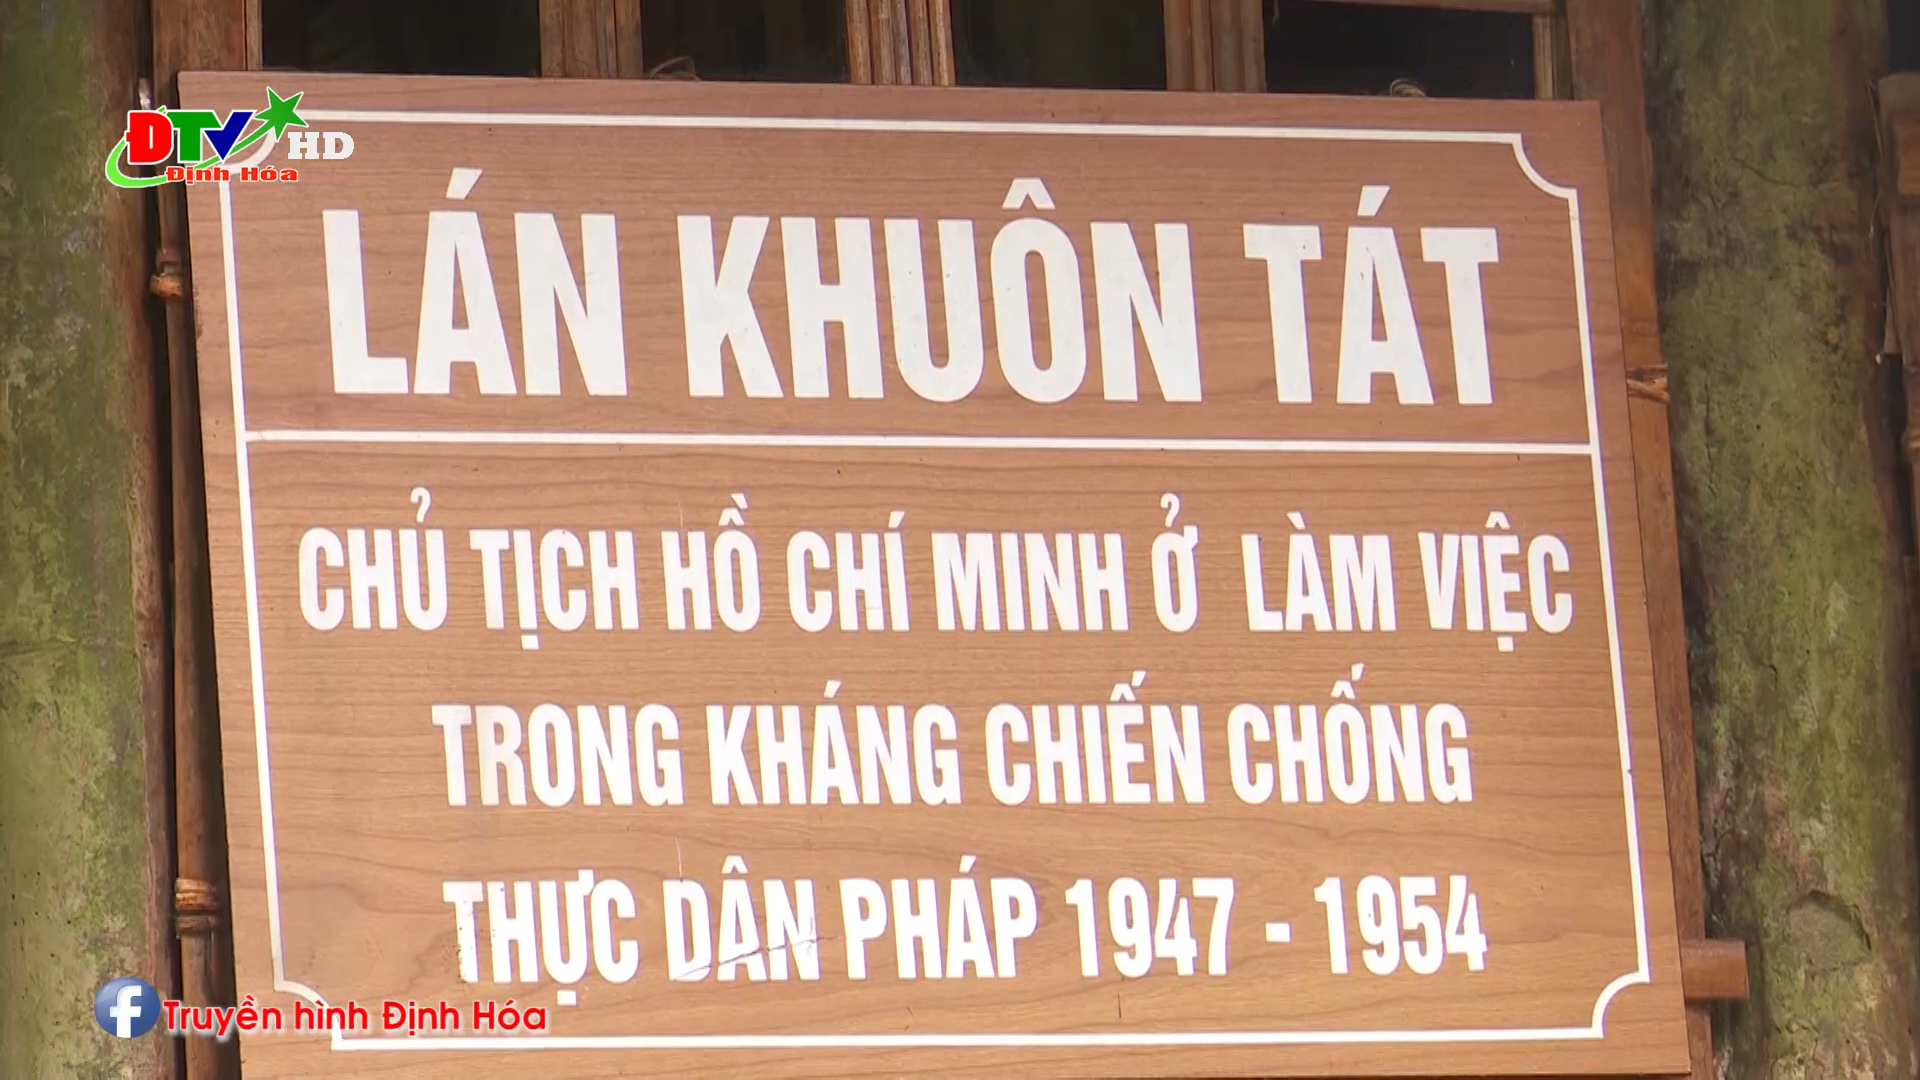 ĐTV HD
Định Hóa
LÁN KHUÔN TÁT
CHỦ TỊCH HỒ CHÍ MINH Ở LÀM VIỆC
TRONG KHÁNG CHIẾN CHỐNG
THỰC DÂN PHÁP 1947 - 1954
f Truyền hình Định Hóa